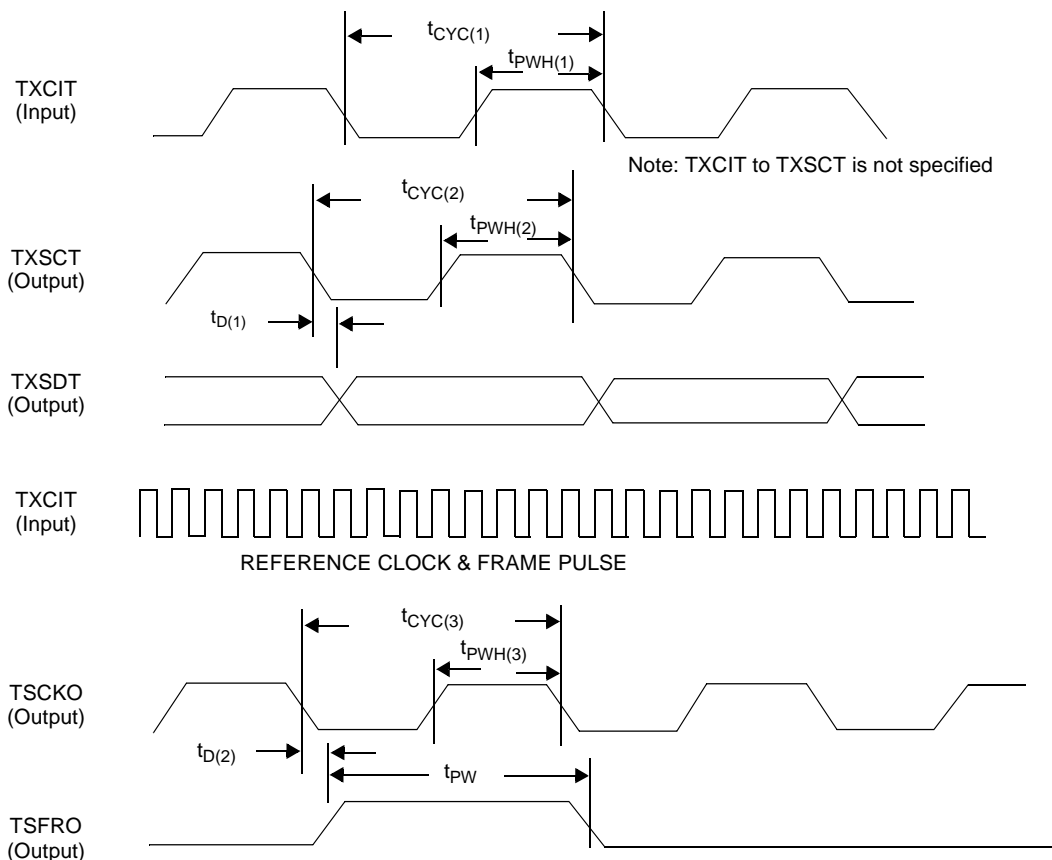 tCYC(1)
tPWH(1)
TXCIT
(Input)
Note: TXCIT to TXSCT is not specified
tCYC(2)
tPWH(2)
TXSCT
(Output)
tD(1)
TXSDT
(Output)
TXCIT
(Input)
REFERENCE CLOCK & FRAME PULSE
tCYC(3)
tPWH(3)
TSCKO
(Output)
tD(2)
tPW
TSFRO
(Output)